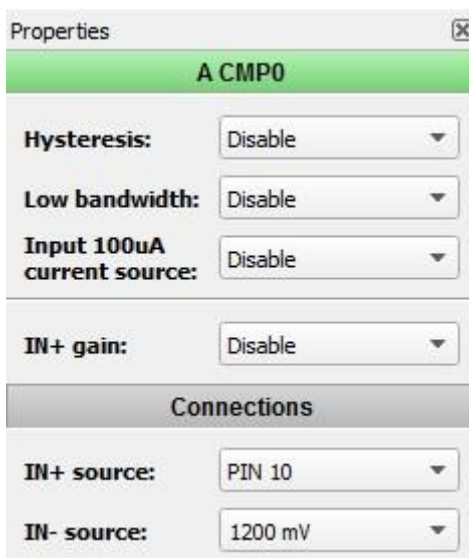 Properties
A CMP0
Hysteresis: Disable
Low bandwidth: Disable
Input 100uA
current source: Disable
IN+ gain: Disable
Connections
IN+ source: PIN 10
IN- source: 1200 mV